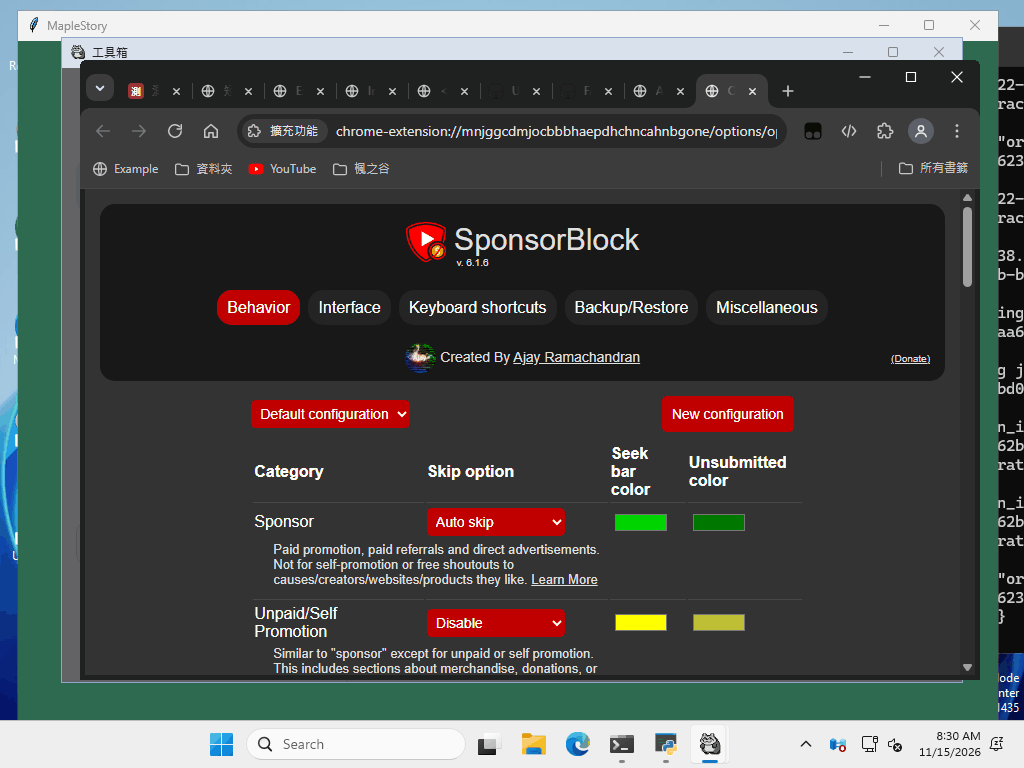 MapleStory
工具箱
測
擴充功能
chrome-extension://mnjggcdmjocbbbhaepdhchncahnbgone/options/op
Example
資料夾
YouTube
楓之谷
所有書籤
SponsorBlock
v. 6.1.6
Behavior
Interface
Keyboard shortcuts
Backup/Restore
Miscellaneous
Created By Ajay Ramachandran
(Donate)
Default configuration
New configuration
Category
Skip option
Seek bar color
Unsubmitted color
Sponsor
Auto skip
Paid promotion, paid referrals and direct advertisements.
Not for self-promotion or free shoutouts to
causes/creators/websites/products they like. Learn More
Unpaid/Self
Promotion
Disable
Similar to "sponsor" except for unpaid or self promotion.
This includes sections about merchandise, donations, or
Search
8:30 AM
11/15/2026